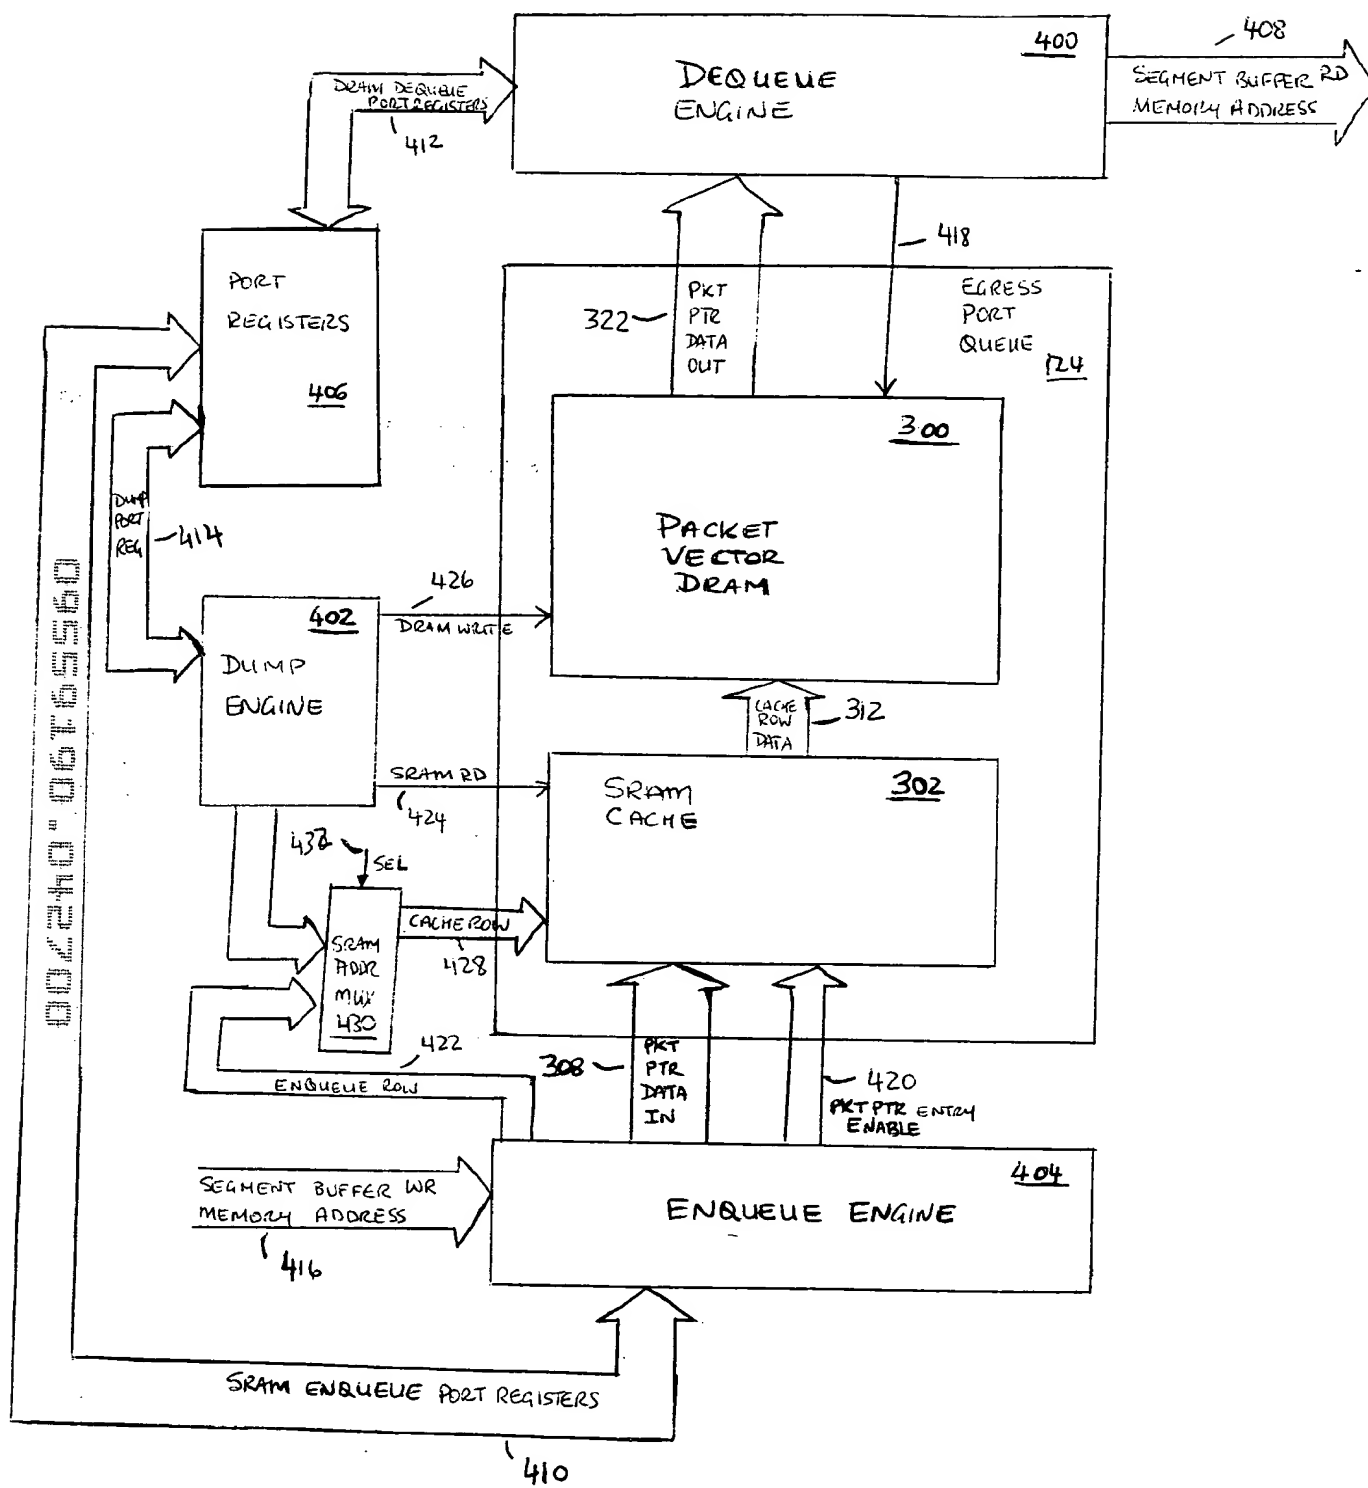 408
400
DEQUEUE
ENGINE
SEGMENT BUFFER RD
MEMORY ADDRESS
DRAM DEQUEUE
PORT REGISTERS
412
418
PORT
REGISTERS
406
322
PKT
PTR
DATA
OUT
EGRESS
PORT
QUEUE
124
300
PACKET
VECTOR
DRAM
DUMP
PORT
REG
414
426
DRAM WRITE
402
DUMP
ENGINE
CACHE
ROW
DATA
312
SRAM RD
424
SRAM
CACHE
302
432
SEL
SRAM
ADDR
MUX
430
CACHE ROW
428
422
ENQUEUE ROW
308
PKT
PTR
DATA
IN
420
PKT PTR ENTRY
ENABLE
404
ENQUEUE ENGINE
SEGMENT BUFFER WR
MEMORY ADDRESS
416
SRAM ENQUEUE PORT REGISTERS
410
09559190.042700